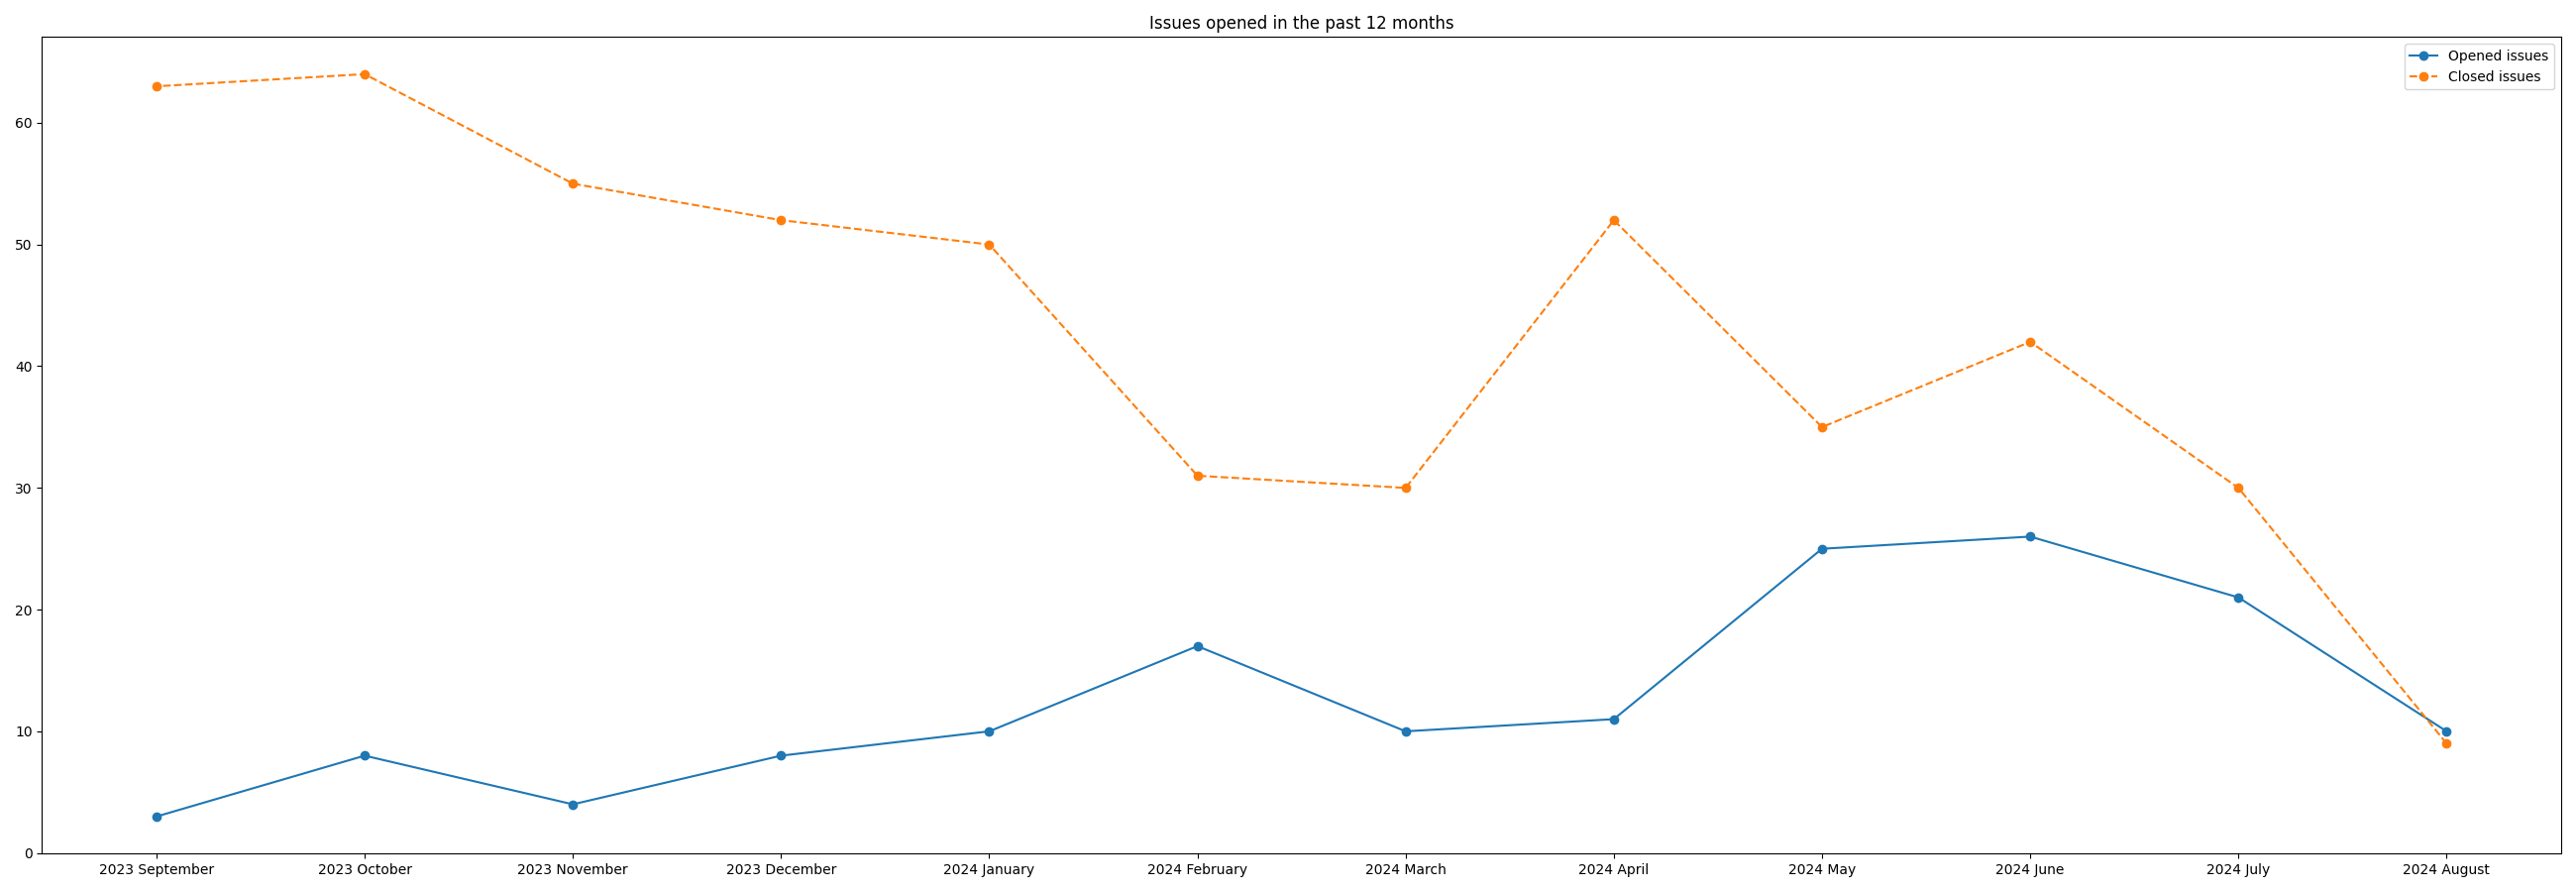 Issues opened in the past 12 months
Opened issues
Closed issues
60
50
40
30
20
10
0
2023 September 2023 October 2023 November 2023 December 2024 January 2024 February 2024 March 2024 April 2024 May 2024 June 2024 July 2024 August